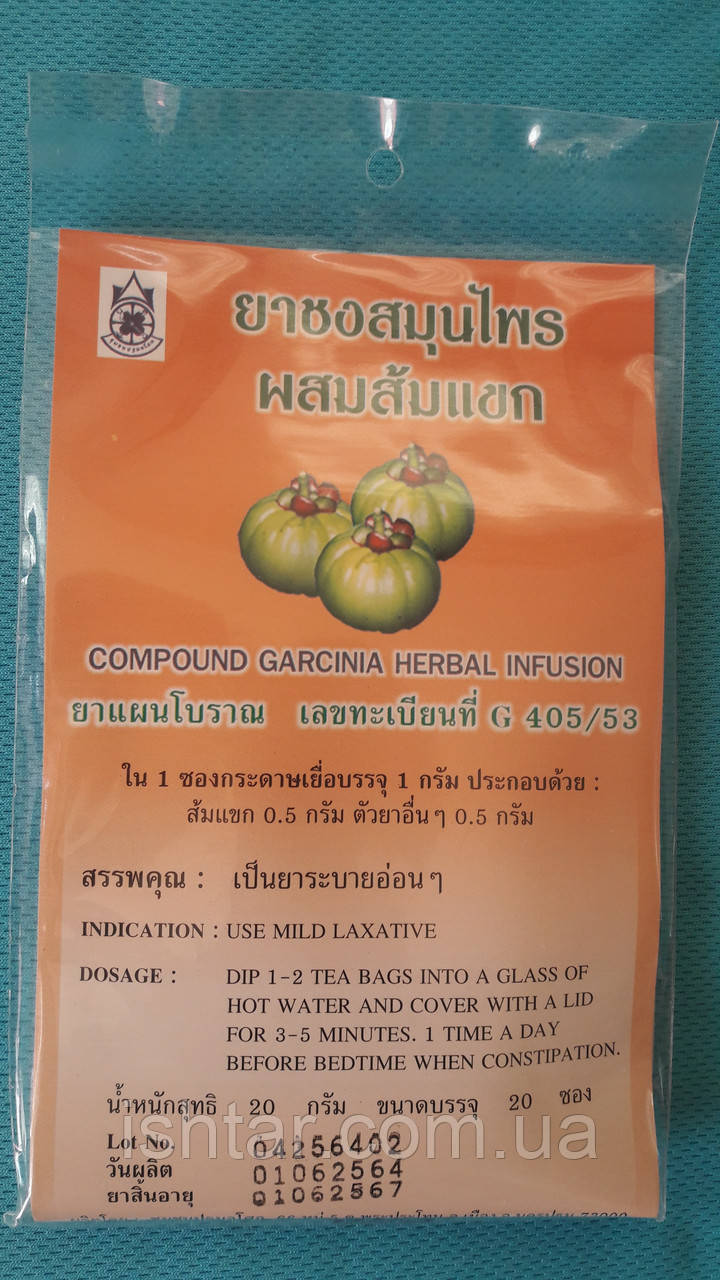 ยาชงสมุนไพร
ผสมส้มแขก
COMPOUND GARCINIA HERBAL INFUSION
ยาแผนโบราณ เลขทะเบียนที่ G 405/53
ใน 1 ซองกระดาษเยื่อบรรจุ 1 กรัม ประกอบด้วย :
ส้มแขก 0.5 กรัม ตัวยาอื่นๆ 0.5 กรัม
สรรพคุณ : เป็นยาระบายอ่อนๆ
INDICATION : USE MILD LAXATIVE
DOSAGE : DIP 1-2 TEA BAGS INTO A GLASS OF
HOT WATER AND COVER WITH A LID
FOR 3-5 MINUTES. 1 TIME A DAY
BEFORE BEDTIME WHEN CONSTIPATION.
น้ำหนักสุทธิ 20 กรัม ขนาดบรรจุ 20 ซอง
ishtar.com.ua
Lot No. 04256402
วันผลิต 01062564
ยาสิ้นอายุ 01062567